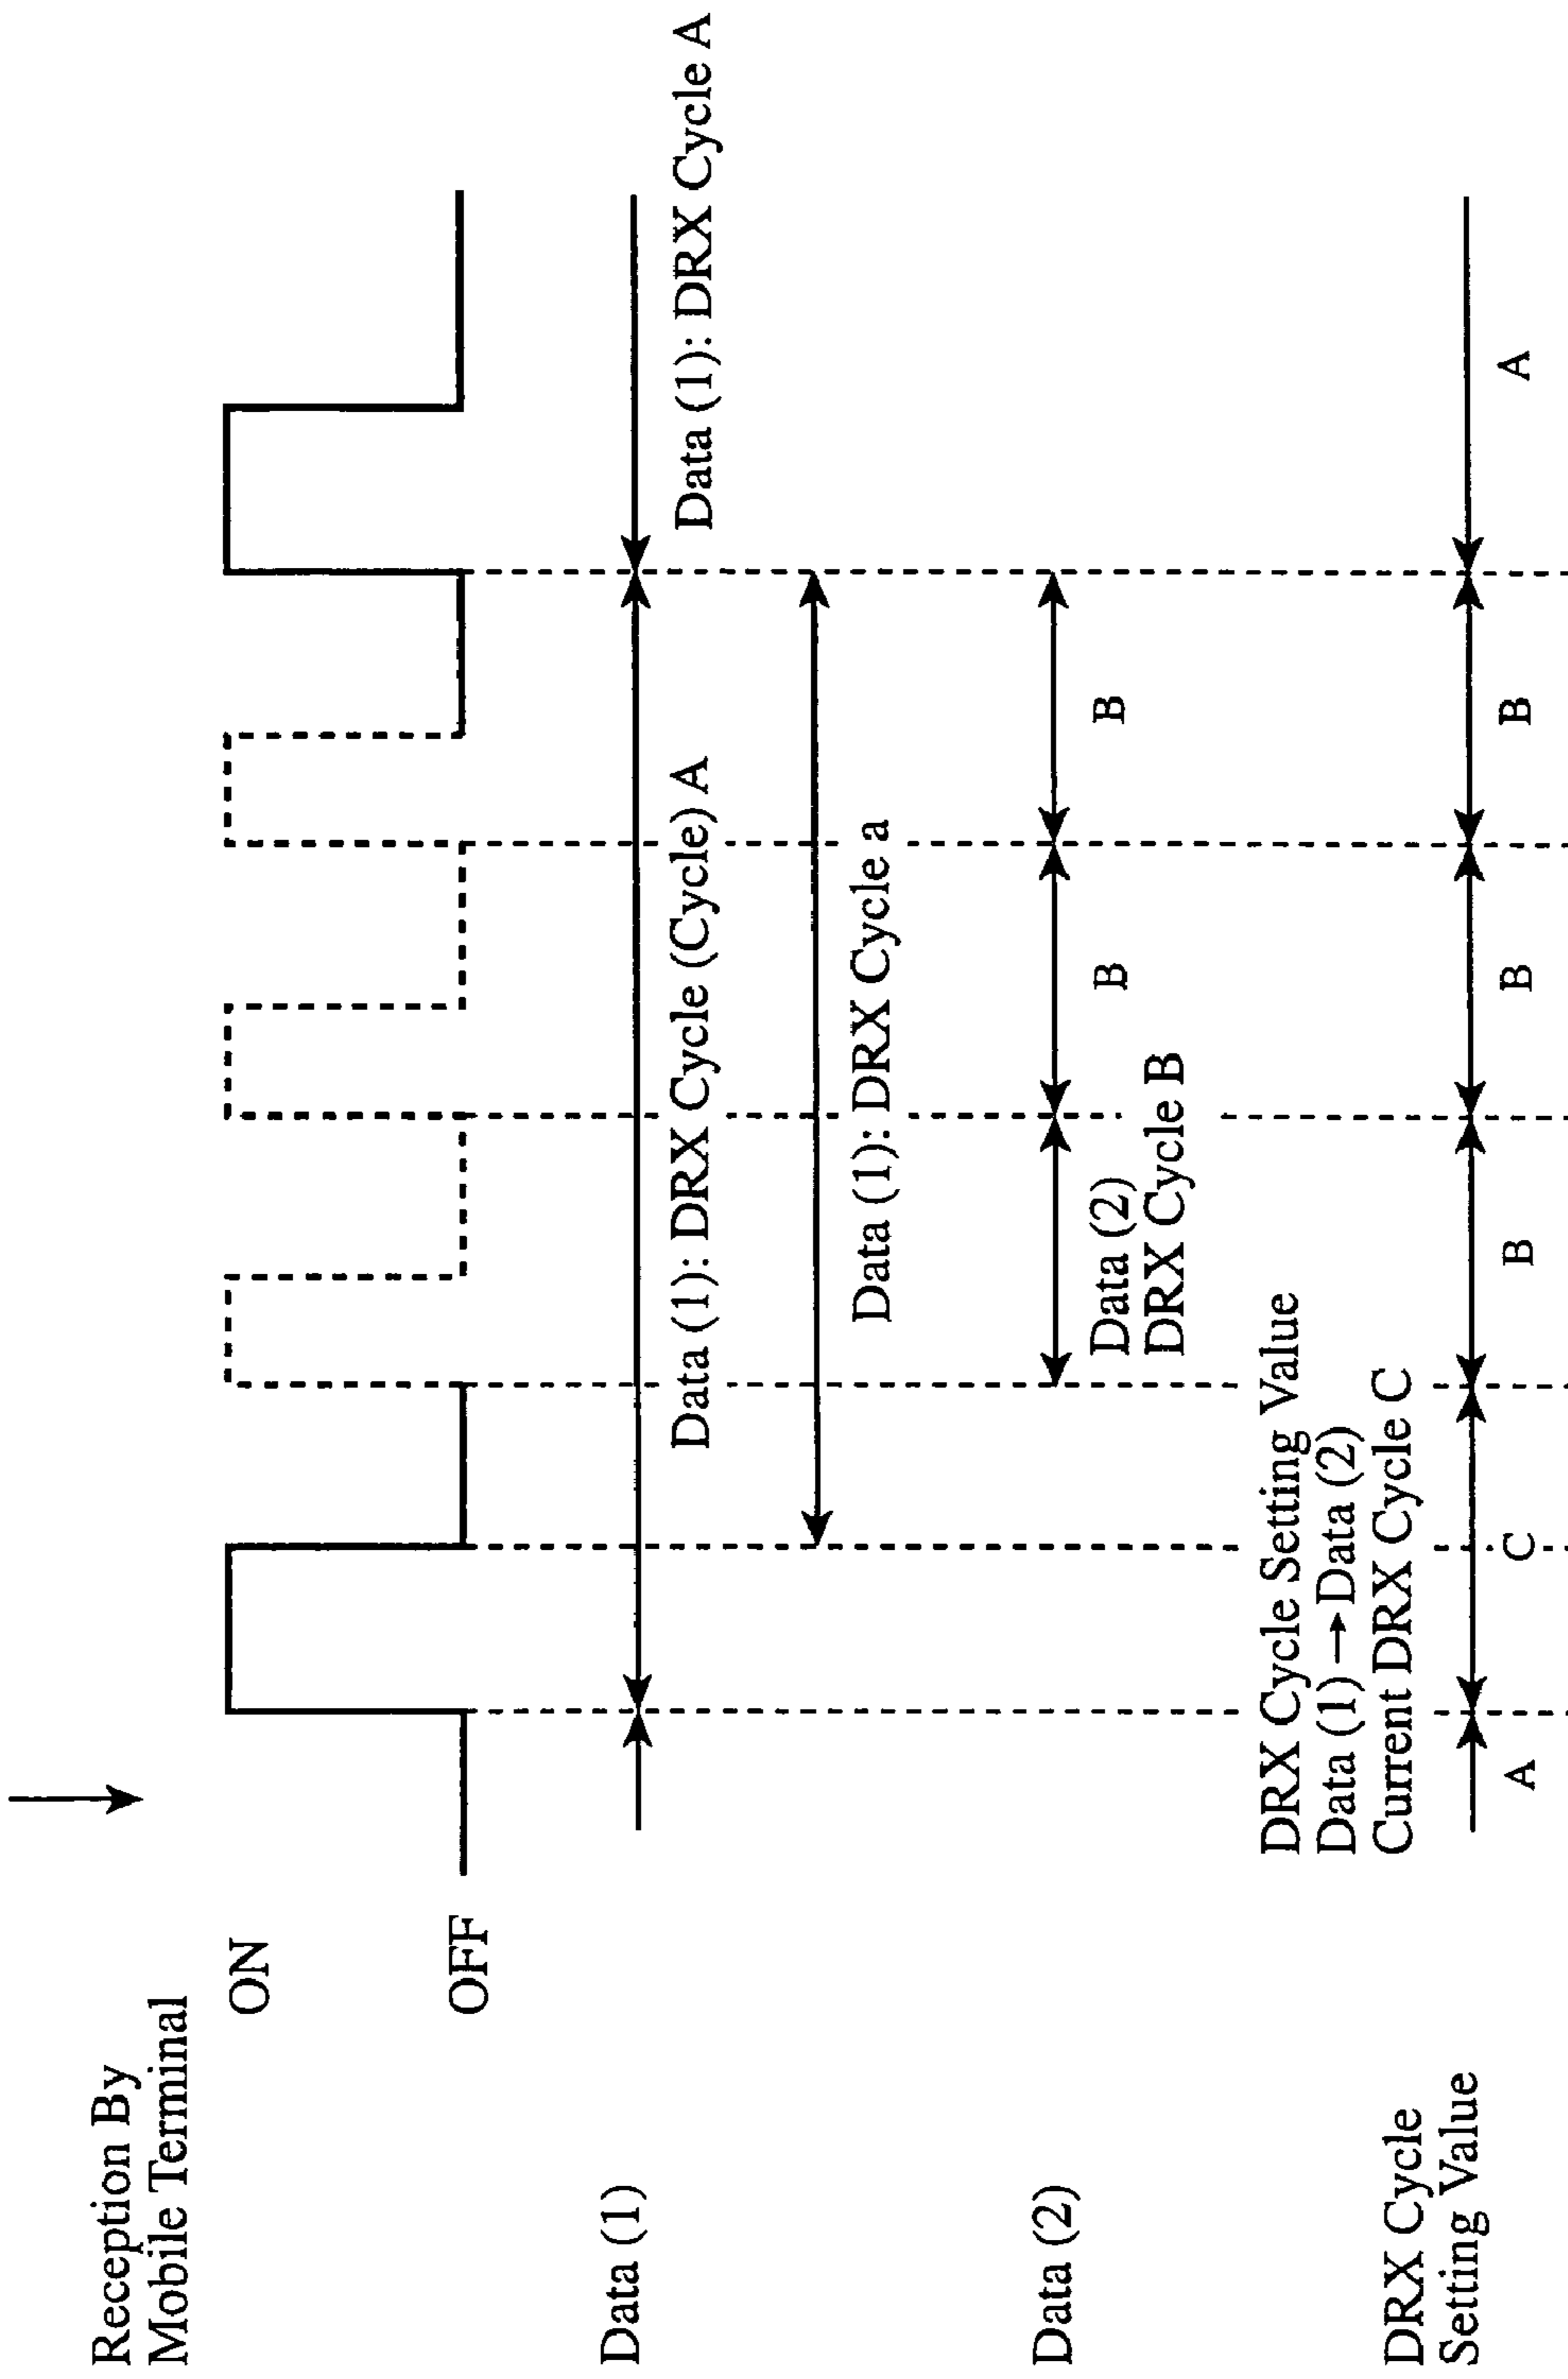 Reception By
Mobile Terminal
ON
OFF
Data (1)
Data (1): DRX Cycle (Cycle) A
Data (1): DRX Cycle A
Data (1): DRX Cycle a
Data (2)
Data (2)
DRX Cycle B
B
B
DRX Cycle Setting Value
Data (1)→Data (2)
Current DRX Cycle C
DRX Cycle
Setting Value
A
C
B
B
B
A